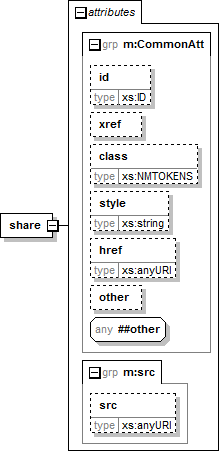 attributes
grp m:CommonAtt
id
type xs:ID
xref
class
type xs:NMTOKENS
style
type xs:string
share
href
type xs:anyURI
other
any ##other
grp m:src
src
type xs:anyURI